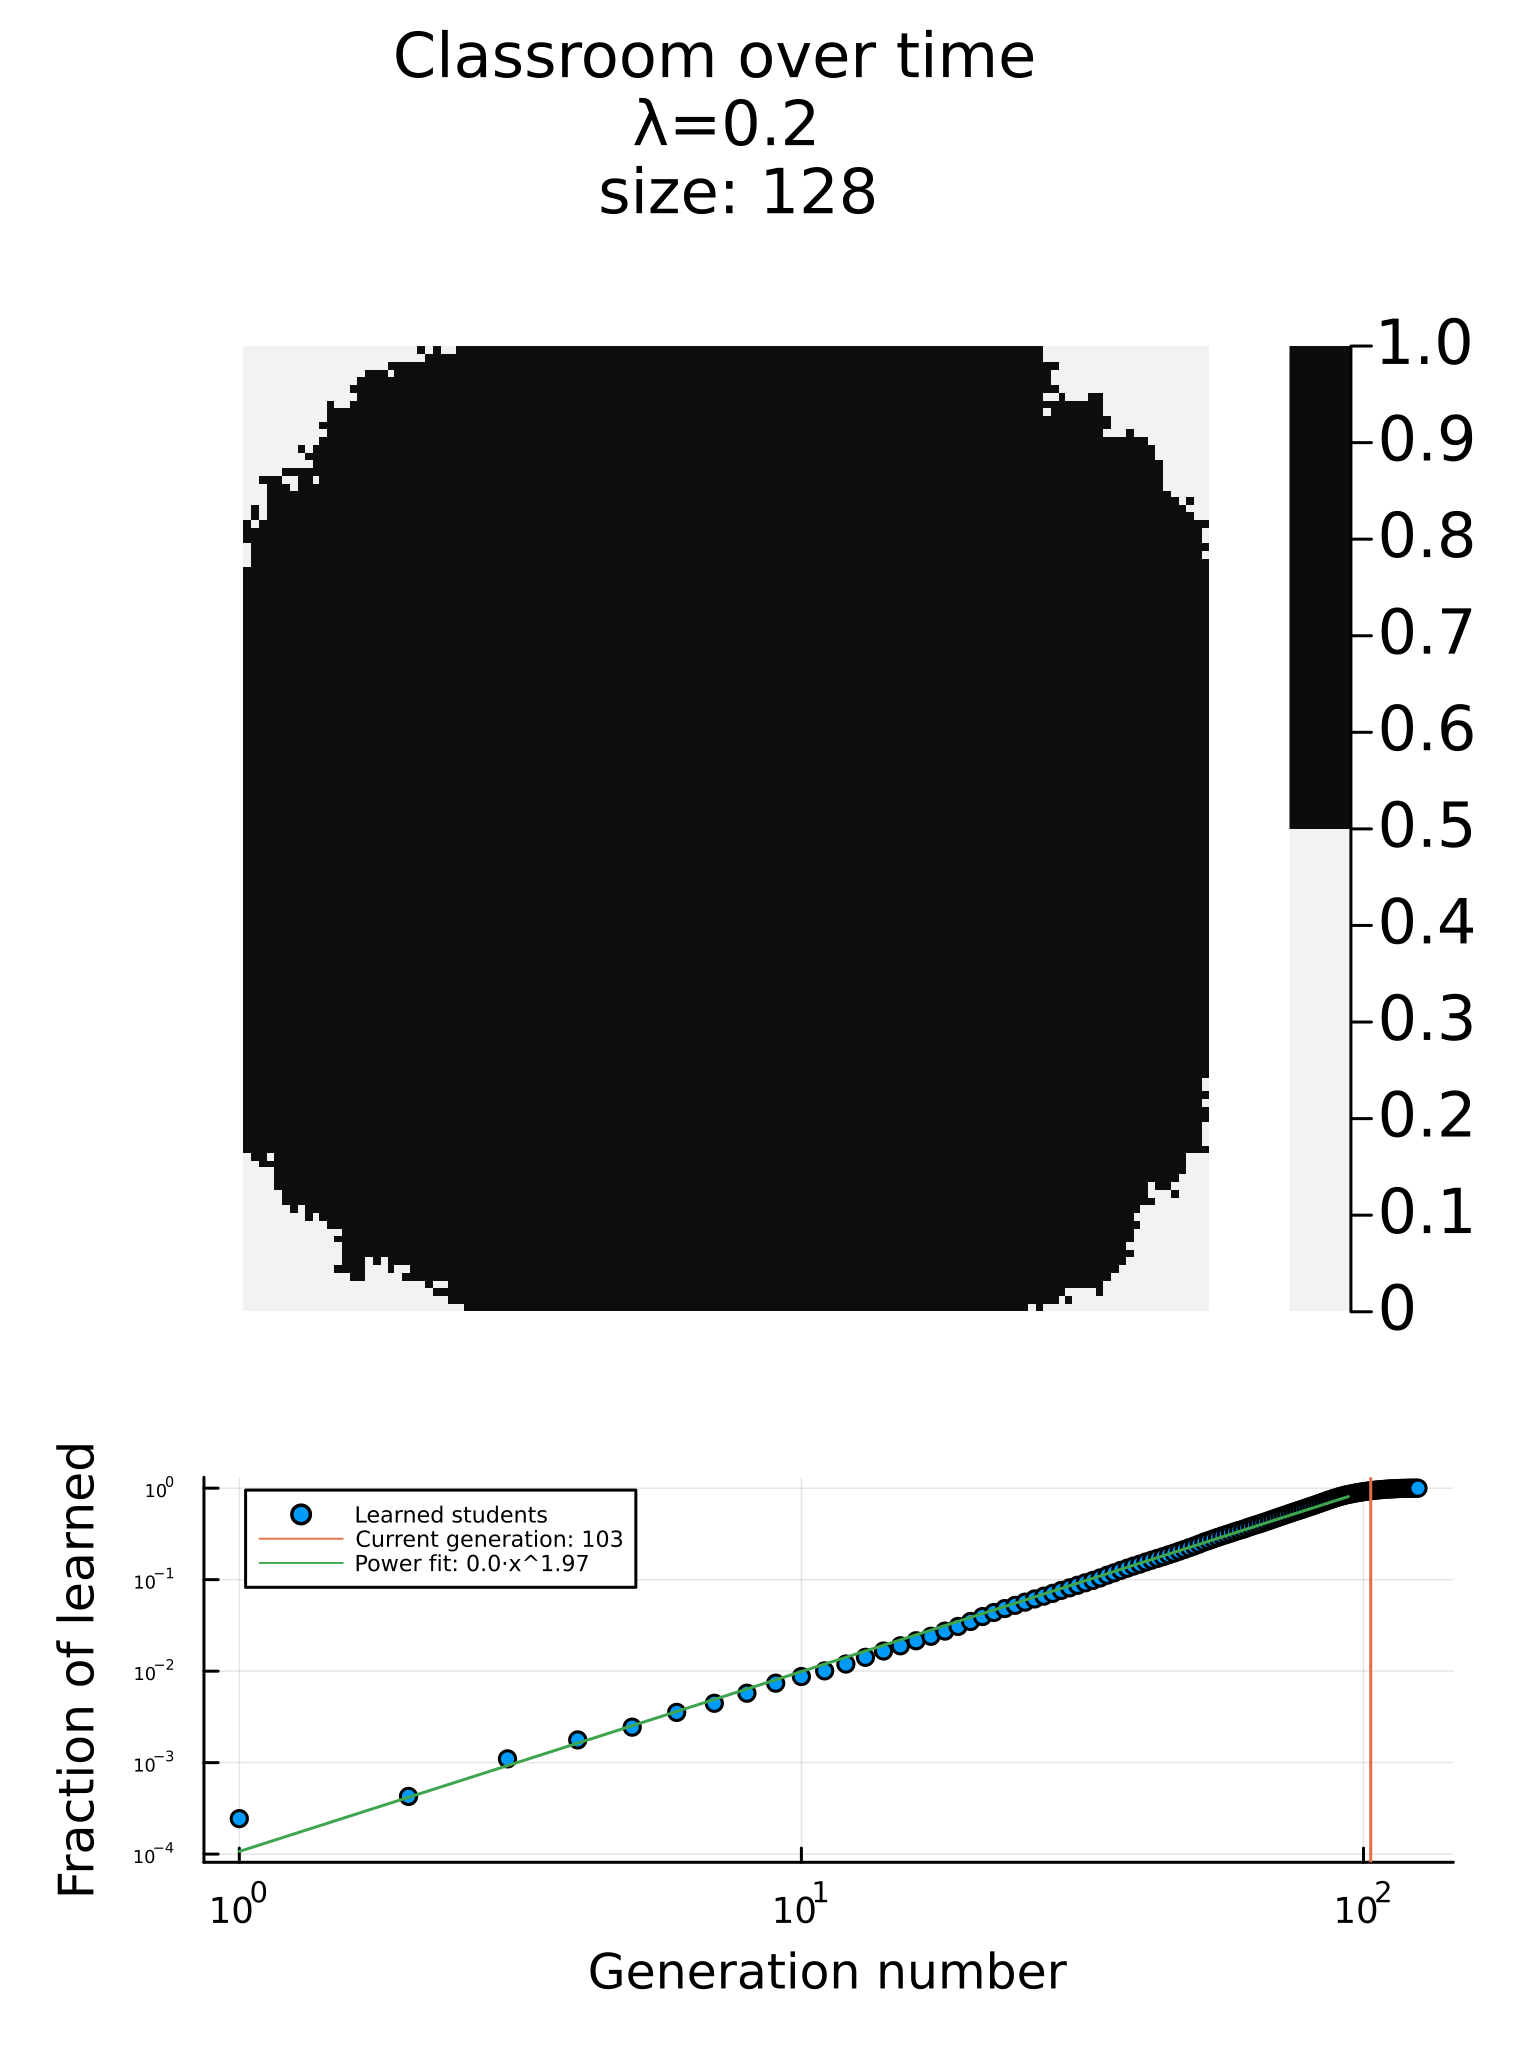 Classroom over time
λ=0.2
size: 128
1.0
0.9
0.8
0.7
0.6
0.5
0.4
0.3
0.2
0.1
0
Fraction of learned
10^0
10^-1
10^-2
10^-3
10^-4
Learned students
Current generation: 103
Power fit: 0.0·x^1.97
10^0 10^1 10^2
Generation number